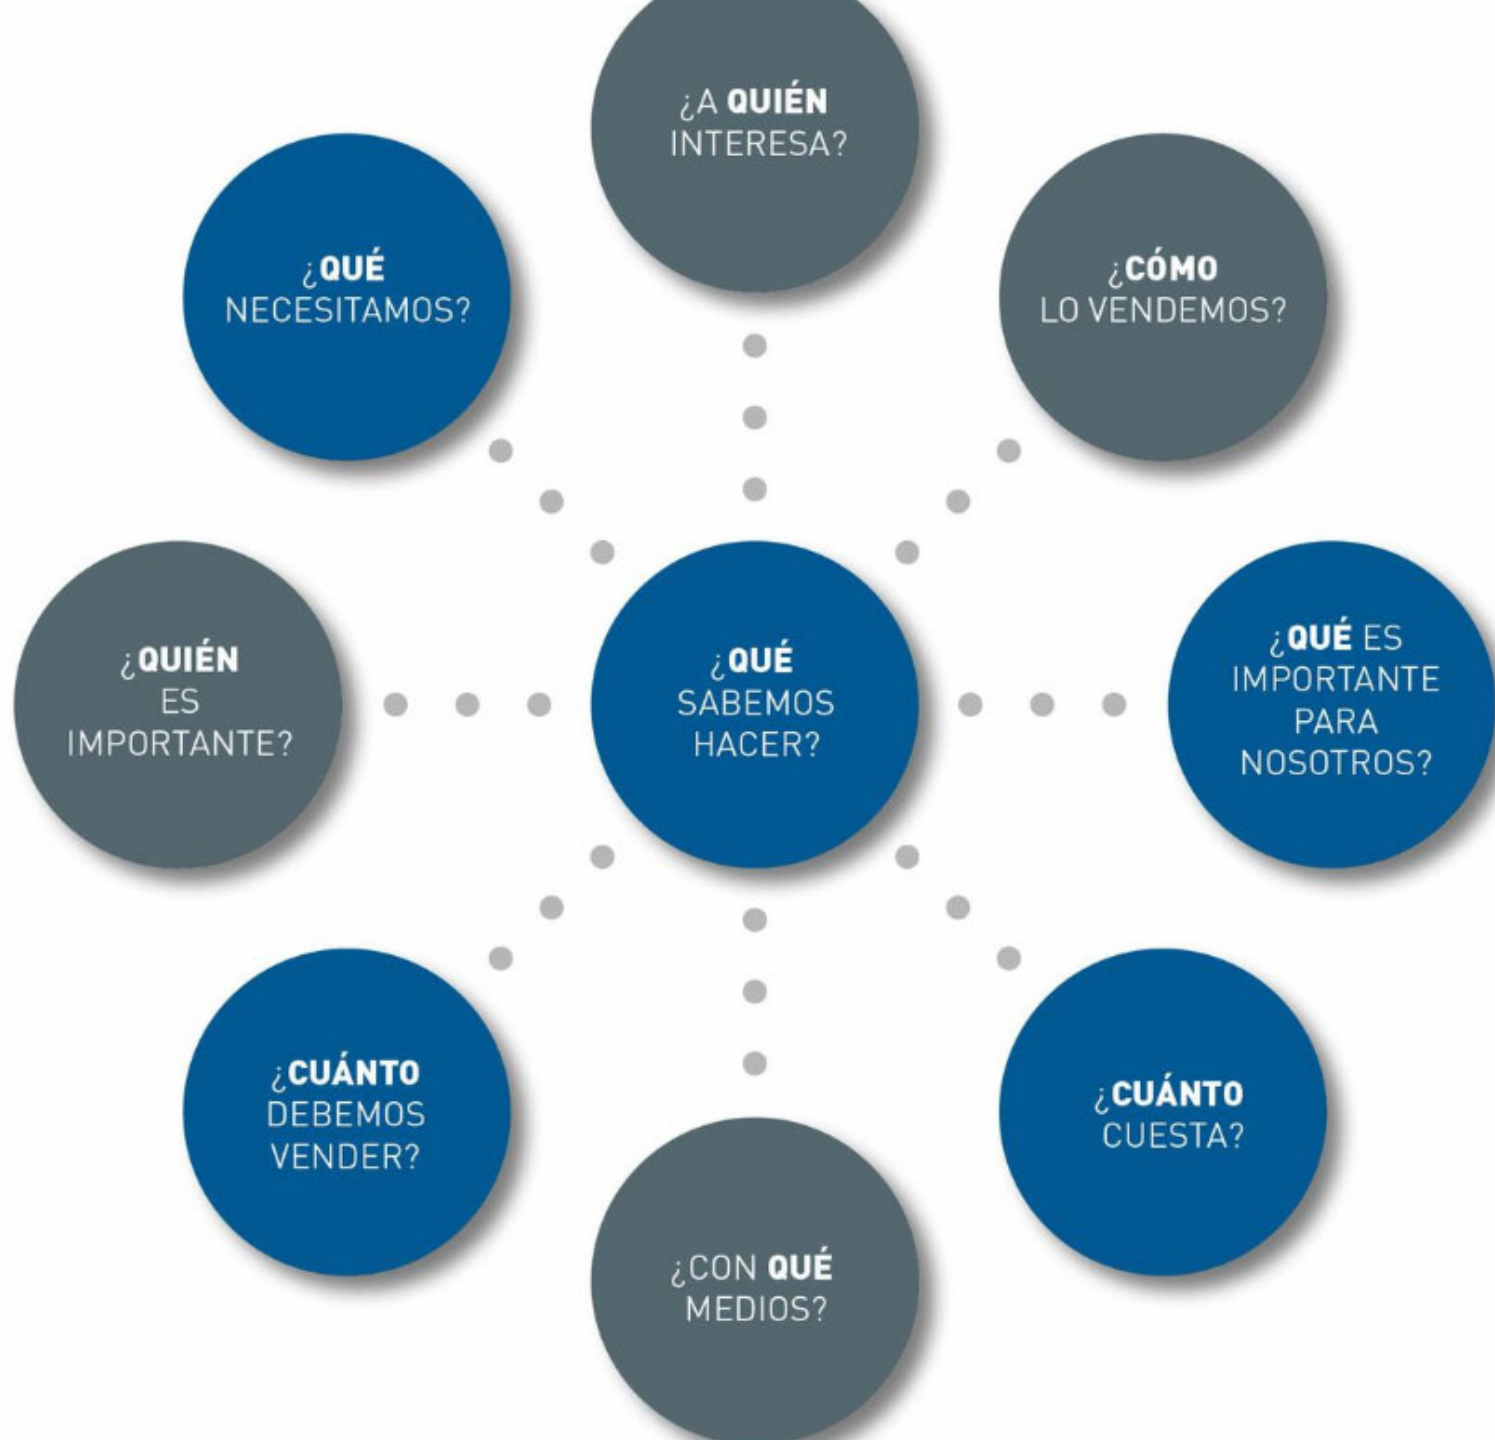 ¿A QUIÉN
INTERESA?
¿QUÉ
NECESITAMOS?
¿CÓMO
LO VENDEMOS?
¿QUIÉN
ES
IMPORTANTE?
¿QUÉ
SABEMOS
HACER?
¿QUÉ ES
IMPORTANTE
PARA
NOSOTROS?
¿CUÁNTO
DEBEMOS
VENDER?
¿CUÁNTO
CUESTA?
¿CON QUÉ
MEDIOS?